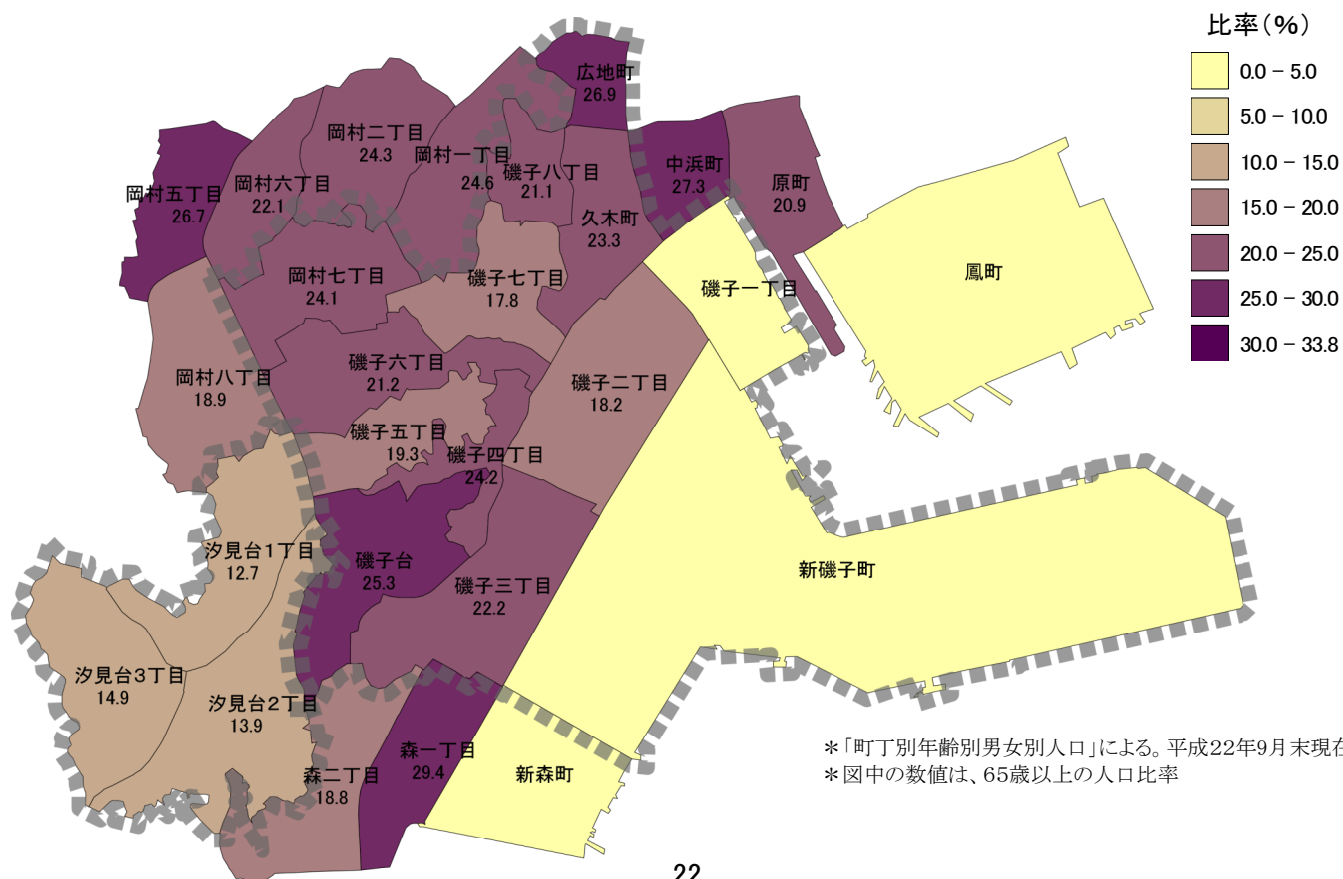 比率(%)
0.0 – 5.0
5.0 – 10.0
10.0 – 15.0
15.0 – 20.0
20.0 – 25.0
25.0 – 30.0
30.0 – 33.8
広地町
26.9
岡村二丁目
24.3
岡村一丁目
24.6
磯子八丁目
21.1
中浜町
27.3
原町
20.9
岡村五丁目
26.7
岡村六丁目
22.1
久木町
23.3
岡村七丁目
24.1
磯子七丁目
17.8
磯子一丁目
鳳町
岡村八丁目
18.9
磯子六丁目
21.2
磯子二丁目
18.2
磯子五丁目
19.3
磯子四丁目
24.2
汐見台1丁目
12.7
磯子台
25.3
磯子三丁目
22.2
新磯子町
汐見台3丁目
14.9
汐見台2丁目
13.9
森二丁目
18.8
森一丁目
29.4
新森町
＊「町丁別年齢別男女別人口」による。平成22年9月末現在
＊図中の数値は、65歳以上の人口比率
22